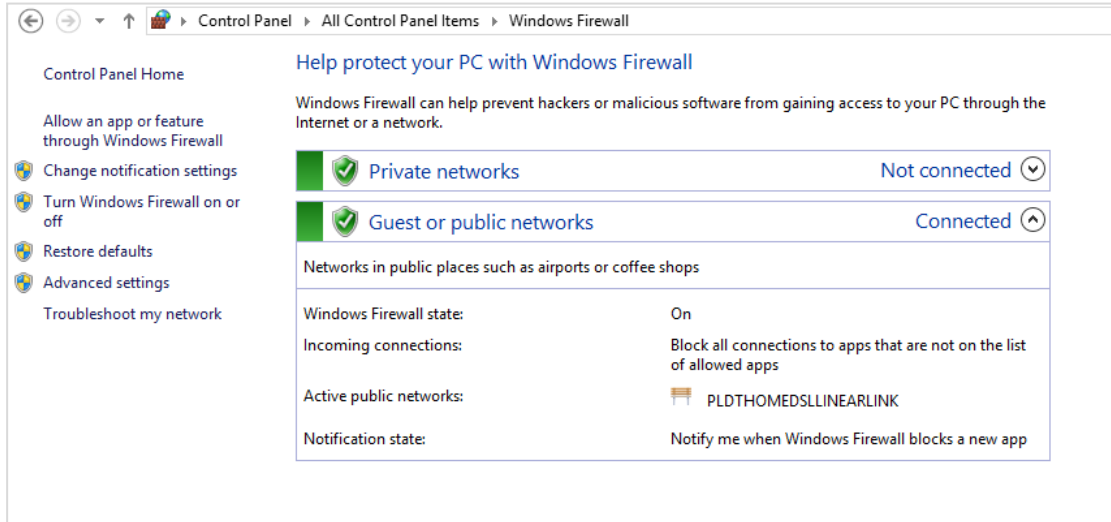 Control Panel ▸ All Control Panel Items ▸ Windows Firewall
Control Panel Home
Allow an app or feature
through Windows Firewall
Change notification settings
Turn Windows Firewall on or
off
Restore defaults
Advanced settings
Troubleshoot my network
Help protect your PC with Windows Firewall
Windows Firewall can help prevent hackers or malicious software from gaining access to your PC through the
Internet or a network.
Private networks Not connected
Guest or public networks Connected
Networks in public places such as airports or coffee shops
Windows Firewall state: On
Incoming connections: Block all connections to apps that are not on the list
of allowed apps
Active public networks: PLDTHOMEDSLLINEARLINK
Notification state: Notify me when Windows Firewall blocks a new app